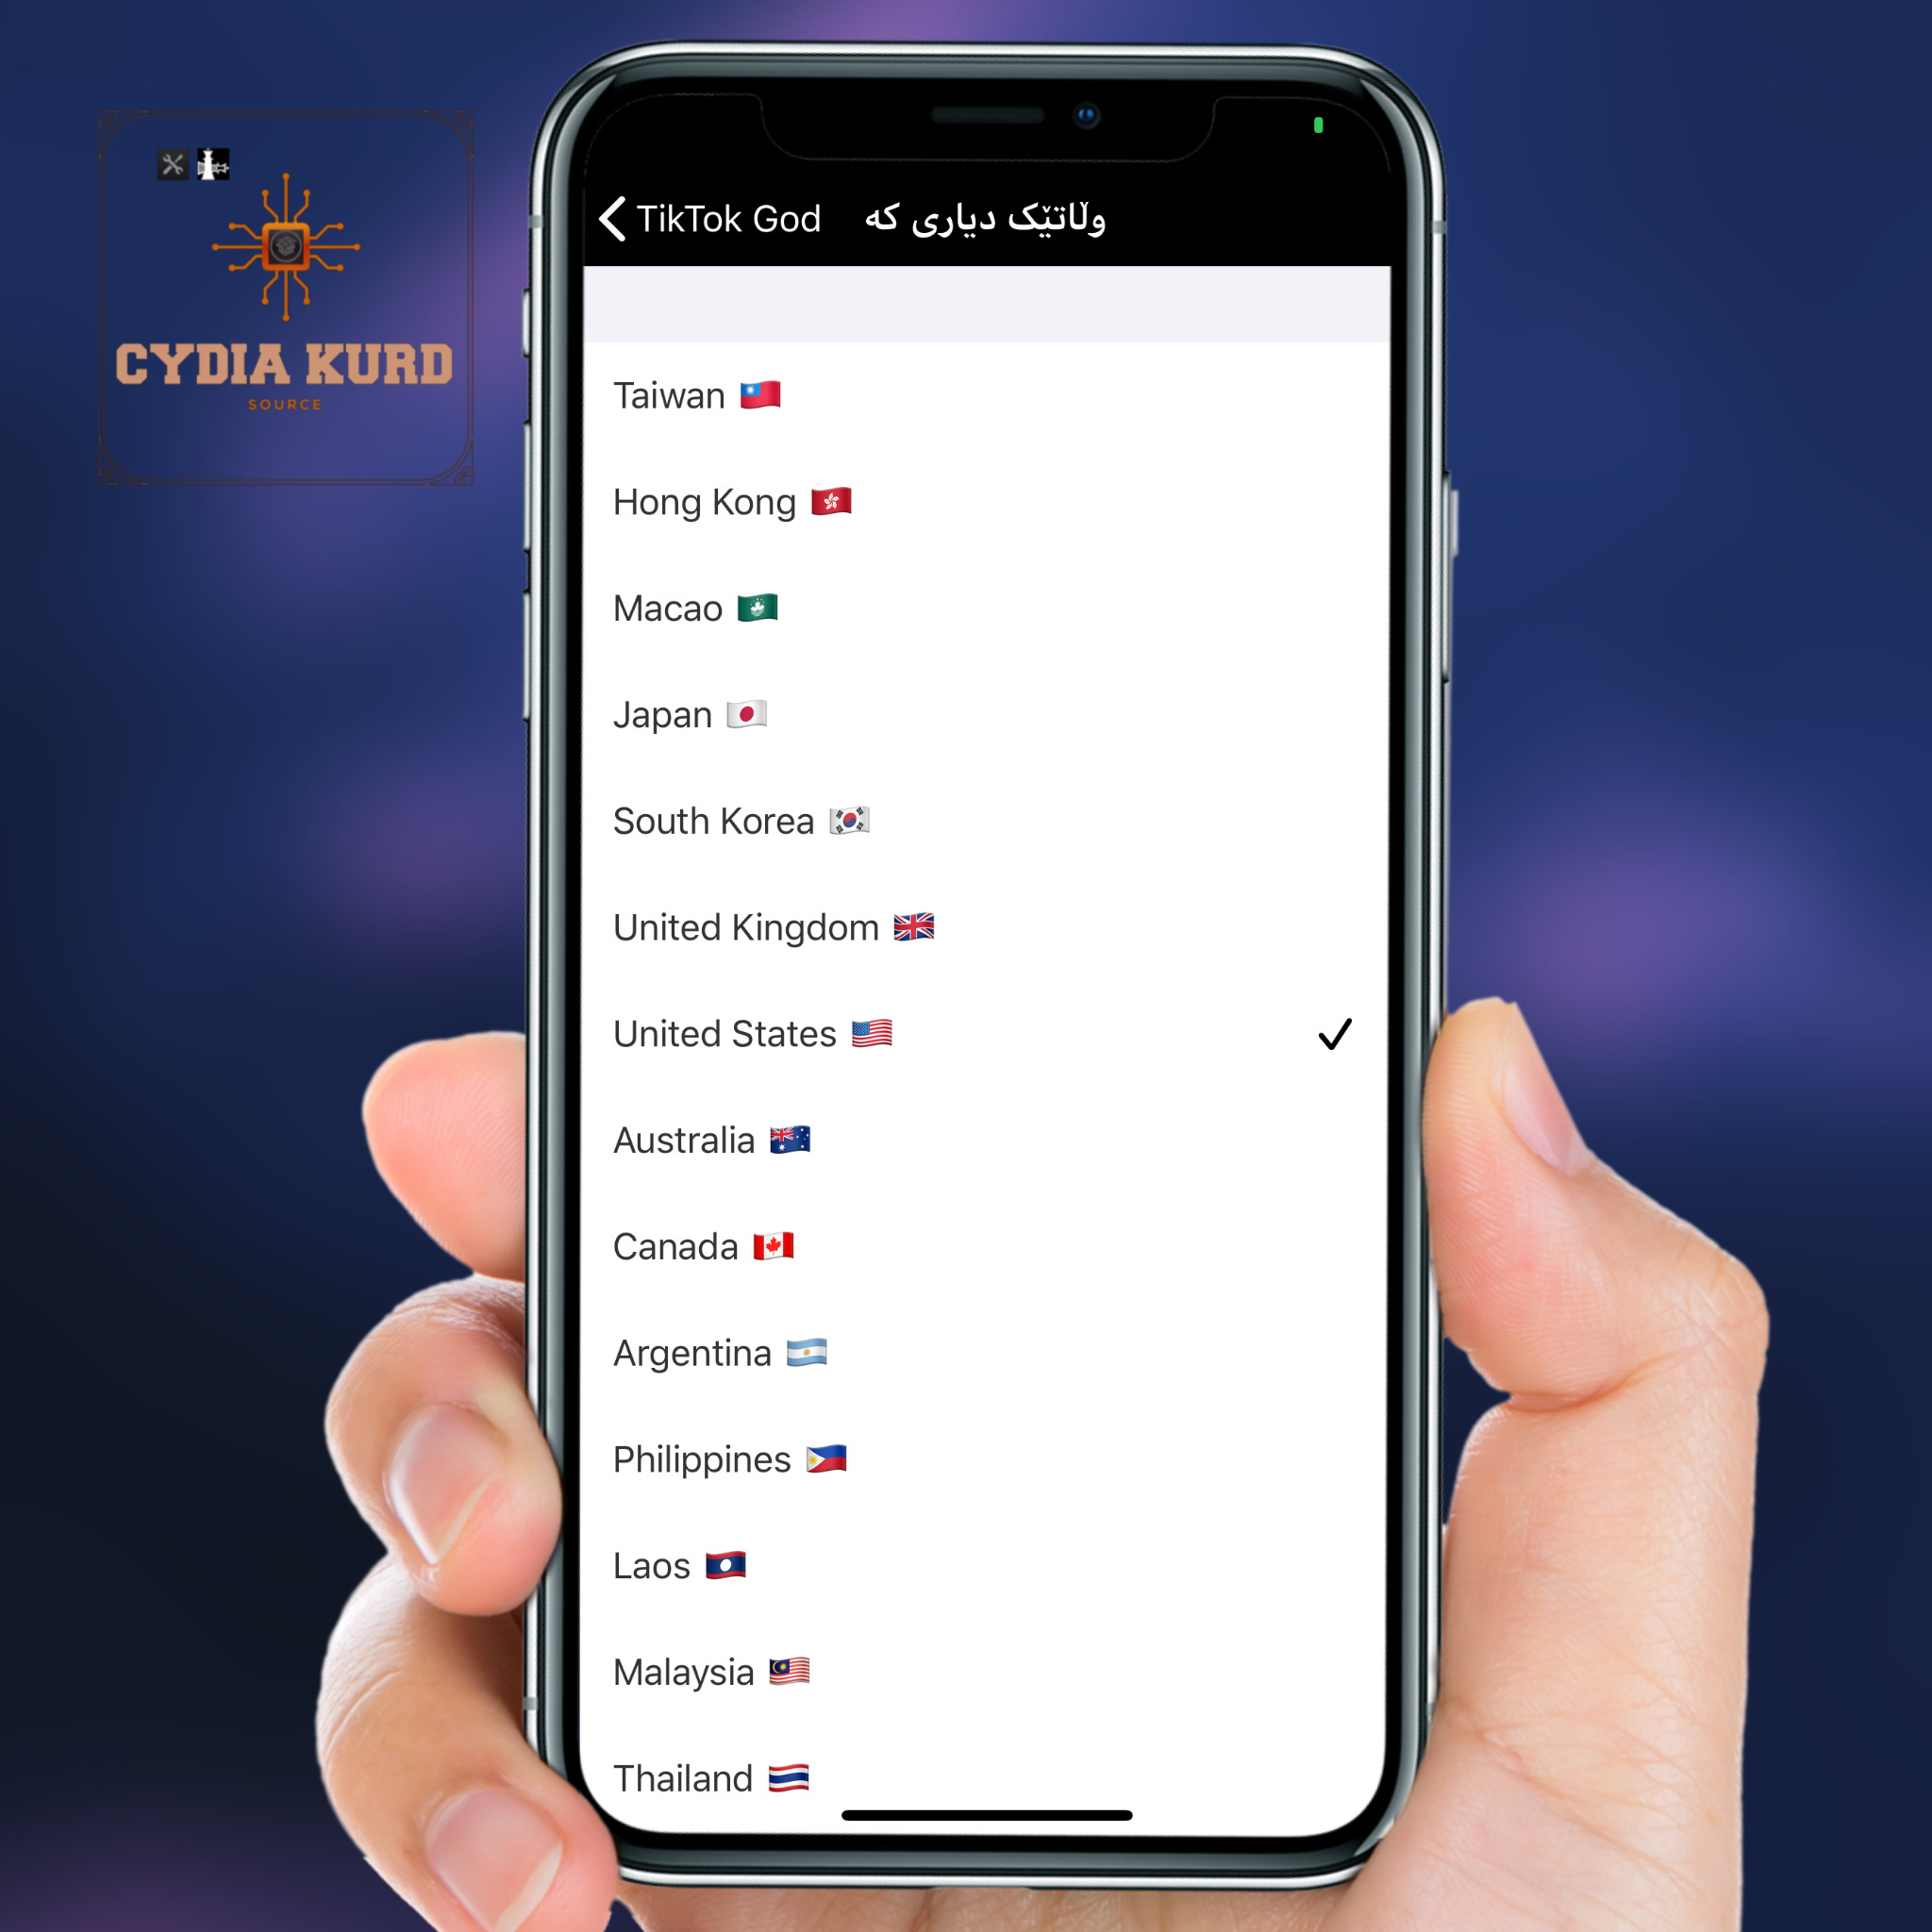 CYDIA KURD
SOURCE
TikTok God وڵاتێک دیاری کە
Taiwan 🇹🇼
Hong Kong 🇭🇰
Macao 🇲🇴
Japan 🇯🇵
South Korea 🇰🇷
United Kingdom 🇬🇧
United States 🇺🇸 ✓
Australia 🇦🇺
Canada 🇨🇦
Argentina 🇦🇷
Philippines 🇵🇭
Laos 🇱🇦
Malaysia 🇲🇾
Thailand 🇹🇭